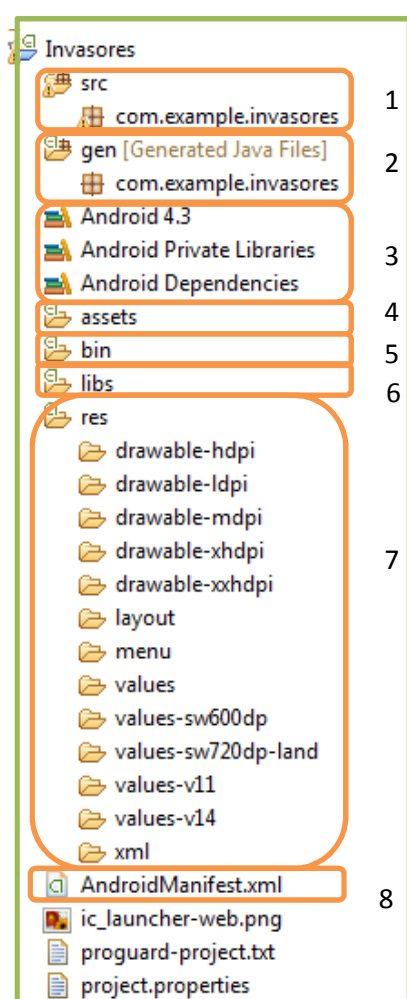 Invasores
src
com.example.invasores
1
gen [Generated Java Files]
com.example.invasores
2
Android 4.3
Android Private Libraries
Android Dependencies
3
assets
4
bin
5
libs
6
res
drawable-hdpi
drawable-ldpi
drawable-mdpi
drawable-xhdpi
drawable-xxhdpi
layout
menu
values
values-sw600dp
values-sw720dp-land
values-v11
values-v14
xml
7
AndroidManifest.xml
8
ic_launcher-web.png
proguard-project.txt
project.properties